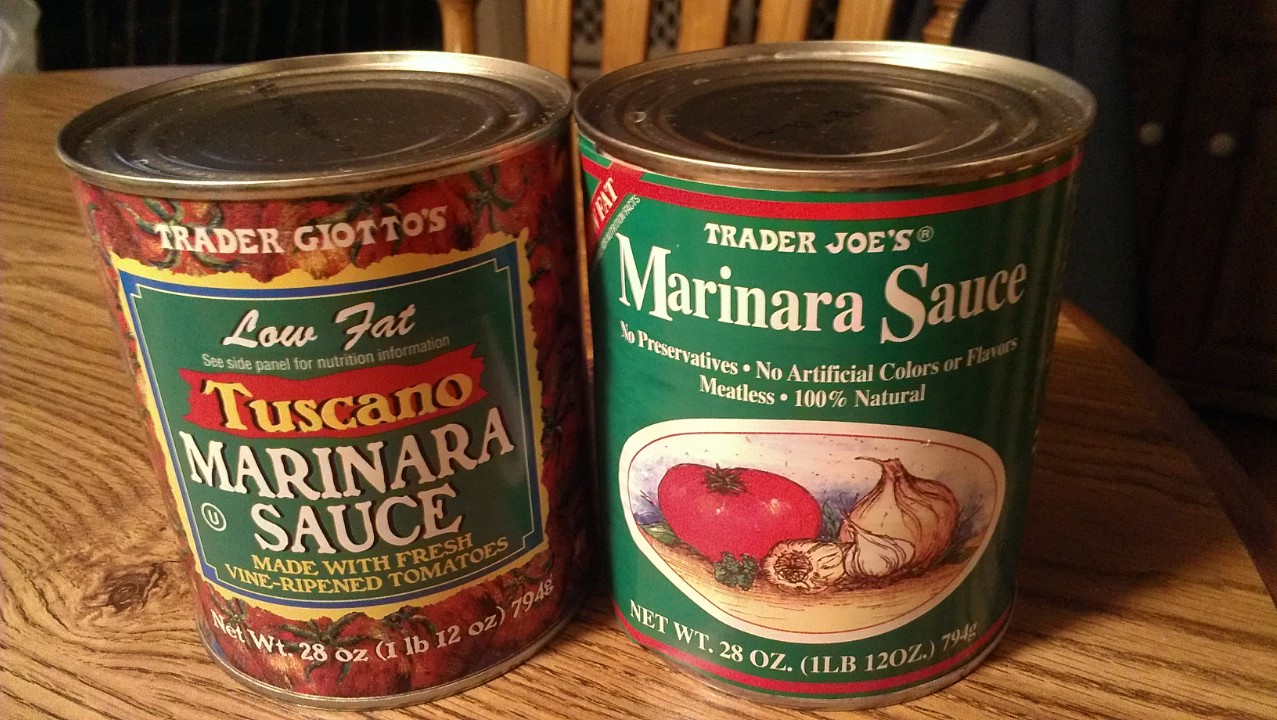 TRADER GIOTTO'S
Low Fat
See side panel for nutrition information
Tuscano
MARINARA
SAUCE
U
MADE WITH FRESH
VINE-RIPENED TOMATOES
Net Wt. 28 oz (1 lb 12 oz) 794g
FAT
TRADER JOE'S®
Marinara Sauce
No Preservatives • No Artificial Colors or Flavors
Meatless • 100% Natural
NET WT. 28 OZ. (1LB 12OZ.) 794g